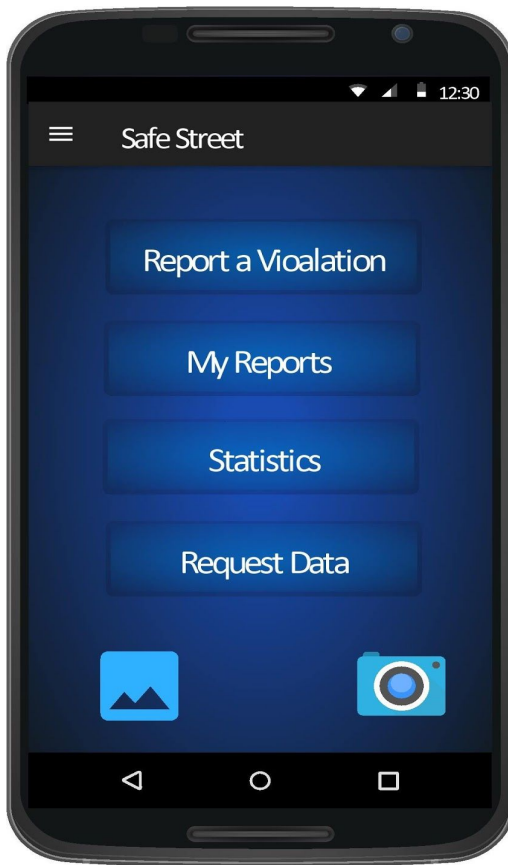 12:30
Safe Street
Report a Vioalation
My Reports
Statistics
Request Data